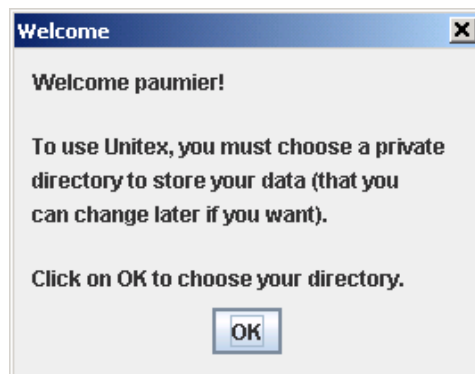 Welcome
Welcome paumier!
To use Unitex, you must choose a private
directory to store your data (that you
can change later if you want).
Click on OK to choose your directory.
OK